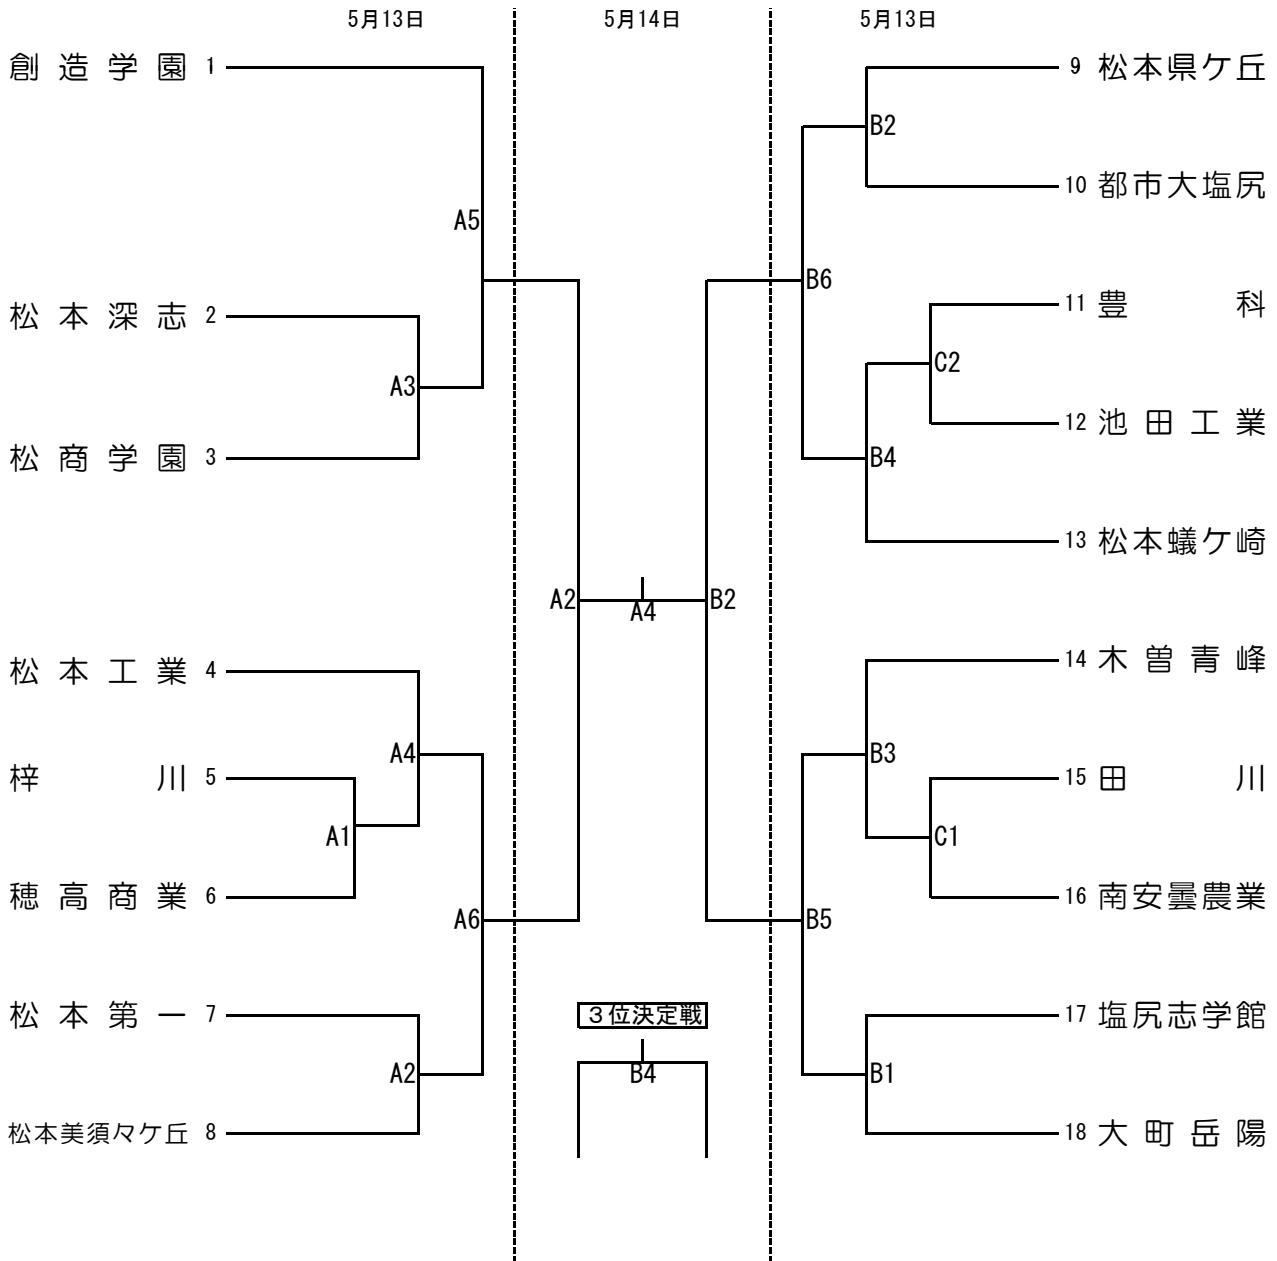 5月13日 5月14日 5月13日
創造学園 1
9 松本県ケ丘
B2
10 都市大塩尻
A5
B6
松本深志 2
11 豊科
C2
A3
12 池田工業
松商学園 3
B4
13 松本蟻ケ崎
A2 A4 B2
松本工業 4
14 木曽青峰
A4
B3
梓川 5
15 田川
A1
C1
穂高商業 6
16 南安曇農業
A6
B5
松本第一 7
3位決定戦
17 塩尻志学館
A2
B4
B1
松本美須々ケ丘 8
18 大町岳陽